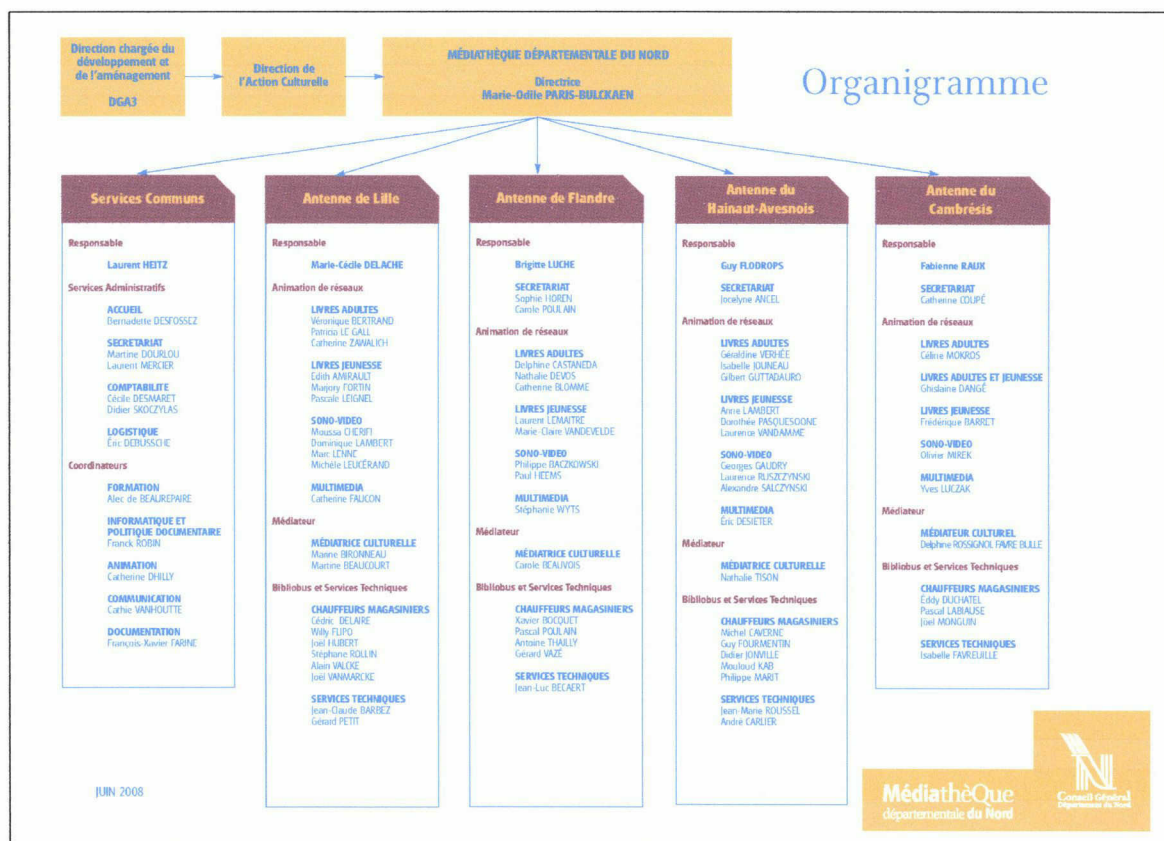 Direction chargée du
développement et
de l'aménagement
DGA3
Direction de
l'Action Culturelle
MÉDIATHÈQUE DÉPARTEMENTALE DU NORD
Directrice
Marie-Odile PARIS-BULCKAEN
Organigramme
Services Communs
Responsable
Laurent HEITZ
Services Administratifs
ACCUEIL
Bernadette DESFOSSEZ
SECRETARIAT
Martine DOURLOU
Laurent MERCIER
COMPTABILITE
Cécile DESMARET
Didier SKOCZYLAS
LOGISTIQUE
Éric DEBUSSCHE
Coordinateurs
FORMATION
Alec de BEAUREPAIRE
INFORMATIQUE ET
POLITIQUE DOCUMENTAIRE
Franck ROBIN
ANIMATION
Catherine DHILLY
COMMUNICATION
Cathie VANHOUTTE
DOCUMENTATION
François-Xavier FARINE
Antenne de Lille
Responsable
Marie-Cécile DELACHE
Animation de réseaux
LIVRES ADULTES
Véronique BERTRAND
Patricia LE GALL
Catherine ZAWALICH
LIVRES JEUNESSE
Edith AMIRAULT
Marjory FORTIN
Pascale LEIGNEL
SONO-VIDEO
Moussa CHERIFI
Dominique LAMBERT
Marc LENNE
Michèle LEUCÉRAND
MULTIMEDIA
Catherine FAUCON
Médiateur
MÉDIATRICE CULTURELLE
Marine BIRONNEAU
Martine BEAUCOURT
Bibliobus et Services Techniques
CHAUFFEURS MAGASINIERS
Cédric DELAIRE
Willy FLIPO
Joël HUBERT
Stéphane ROLLIN
Alain VALCKE
Joël VANMARCKE
SERVICES TECHNIQUES
Jean-Claude BARBEZ
Gérard PETIT
Antenne de Flandre
Responsable
Brigitte LUCHE
SECRETARIAT
Sophie HOREN
Carole POULAIN
Animation de réseaux
LIVRES ADULTES
Delphine CASTANEDA
Nathalie DEVOS
Catherine BLOMME
LIVRES JEUNESSE
Laurent LEMAITRE
Marie-Claire VANDEVELDE
SONO-VIDEO
Philippe BACZKOWSKI
Paul HEEMS
MULTIMEDIA
Stéphanie WYTS
Médiateur
MÉDIATRICE CULTURELLE
Carole BEAUVOIS
Bibliobus et Services Techniques
CHAUFFEURS MAGASINIERS
Xavier BOCQUET
Pascal POULAIN
Antoine THAILLY
Gérard VAZÉ
SERVICES TECHNIQUES
Jean-Luc BECAERT
Antenne du
Hainaut-Avesnois
Responsable
Guy FLODROPS
SECRÉTARIAT
Jocelyne ANCEL
Animation de réseaux
LIVRES ADULTES
Géraldine VERHÉE
Isabelle JOUNEAU
Gilbert GUTTADAURO
LIVRES JEUNESSE
Anne LAMBERT
Dorothée PASQUESOONE
Laurence VANDAMME
SONO-VIDEO
Georges GAUDRY
Laurence RUSZCZYNSKI
Alexandre SALCZYNSKI
MULTIMEDIA
Éric DESIETER
Médiateur
MÉDIATRICE CULTURELLE
Nathalie TISON
Bibliobus et Services Techniques
CHAUFFEURS MAGASINIERS
Michel CAVERNE
Guy FOURMENTIN
Didier JONVILLE
Mouloud KAB
Philippe MARIT
SERVICES TECHNIQUES
Jean-Marie ROUSSEL
André CARLIER
Antenne du
Cambrésis
Responsable
Fabienne RAUX
SECRÉTARIAT
Catherine COUPÉ
Animation de réseaux
LIVRES ADULTES
Céline MOKROS
LIVRES ADULTES ET JEUNESSE
Ghislaine DANGÉ
LIVRES JEUNESSE
Frédérique BARRET
SONO-VIDEO
Olivier MIREK
MULTIMEDIA
Yves LUCZAK
Médiateur
MÉDIATEUR CULTUREL
Delphine ROSSIGNOL FAVRE BULLE
Bibliobus et Services Techniques
CHAUFFEURS MAGASINIERS
Éddy DUCHATEL
Pascal LABIAUSE
Joël MONGUIN
SERVICES TECHNIQUES
Isabelle FAVREUILLE
JUIN 2008
MédiathèQue
départementale du Nord
Conseil Général
Département du Nord